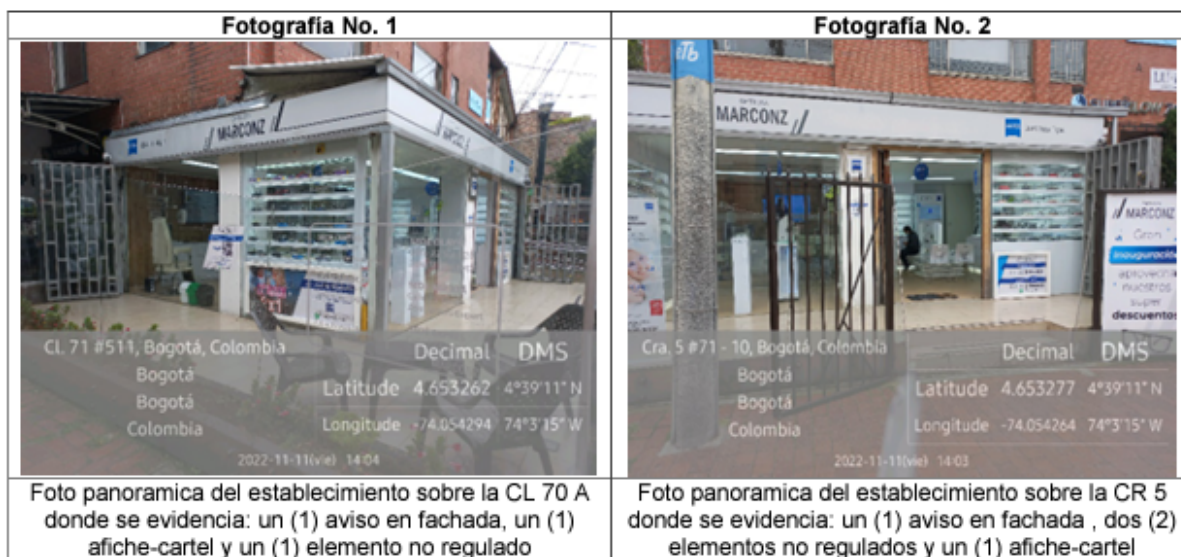 Fotografía No. 1
MARCONZ
Cl. 71 #511, Bogotá, Colombia
Bogotá
Bogotá
Colombia
Decimal DMS
Latitude 4.653262 4°39'11" N
Longitude -74.054294 74°3'15" W
2022-11-11(vie) 14:04
Foto panoramica del establecimiento sobre la CL 70 A
donde se evidencia: un (1) aviso en fachada, un (1)
afiche-cartel y un (1) elemento no regulado
Fotografía No. 2
eTb
MARCONZ
MARCONZ
Gran
Inauguración
aprovecha
nuestros
super
descuentos
Cra. 5 #71 - 10, Bogotá, Colombia
Bogotá
Bogotá
Colombia
Decimal DMS
Latitude 4.653277 4°39'11" N
Longitude -74.054264 74°3'15" W
2022-11-11(vie) 14:03
Foto panoramica del establecimiento sobre la CR 5
donde se evidencia: un (1) aviso en fachada , dos (2)
elementos no regulados y un (1) afiche-cartel